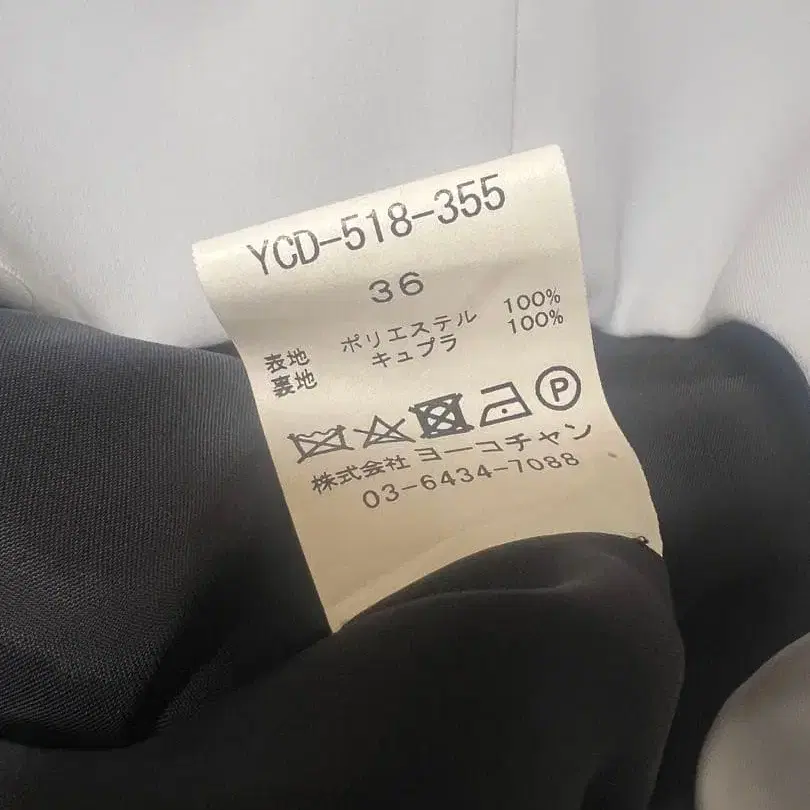 YCD-518-355
36
表地 ポリエステル 100%
裏地 キュプラ 100%
P
株式会社 ヨーコチャン
03-6434-7088